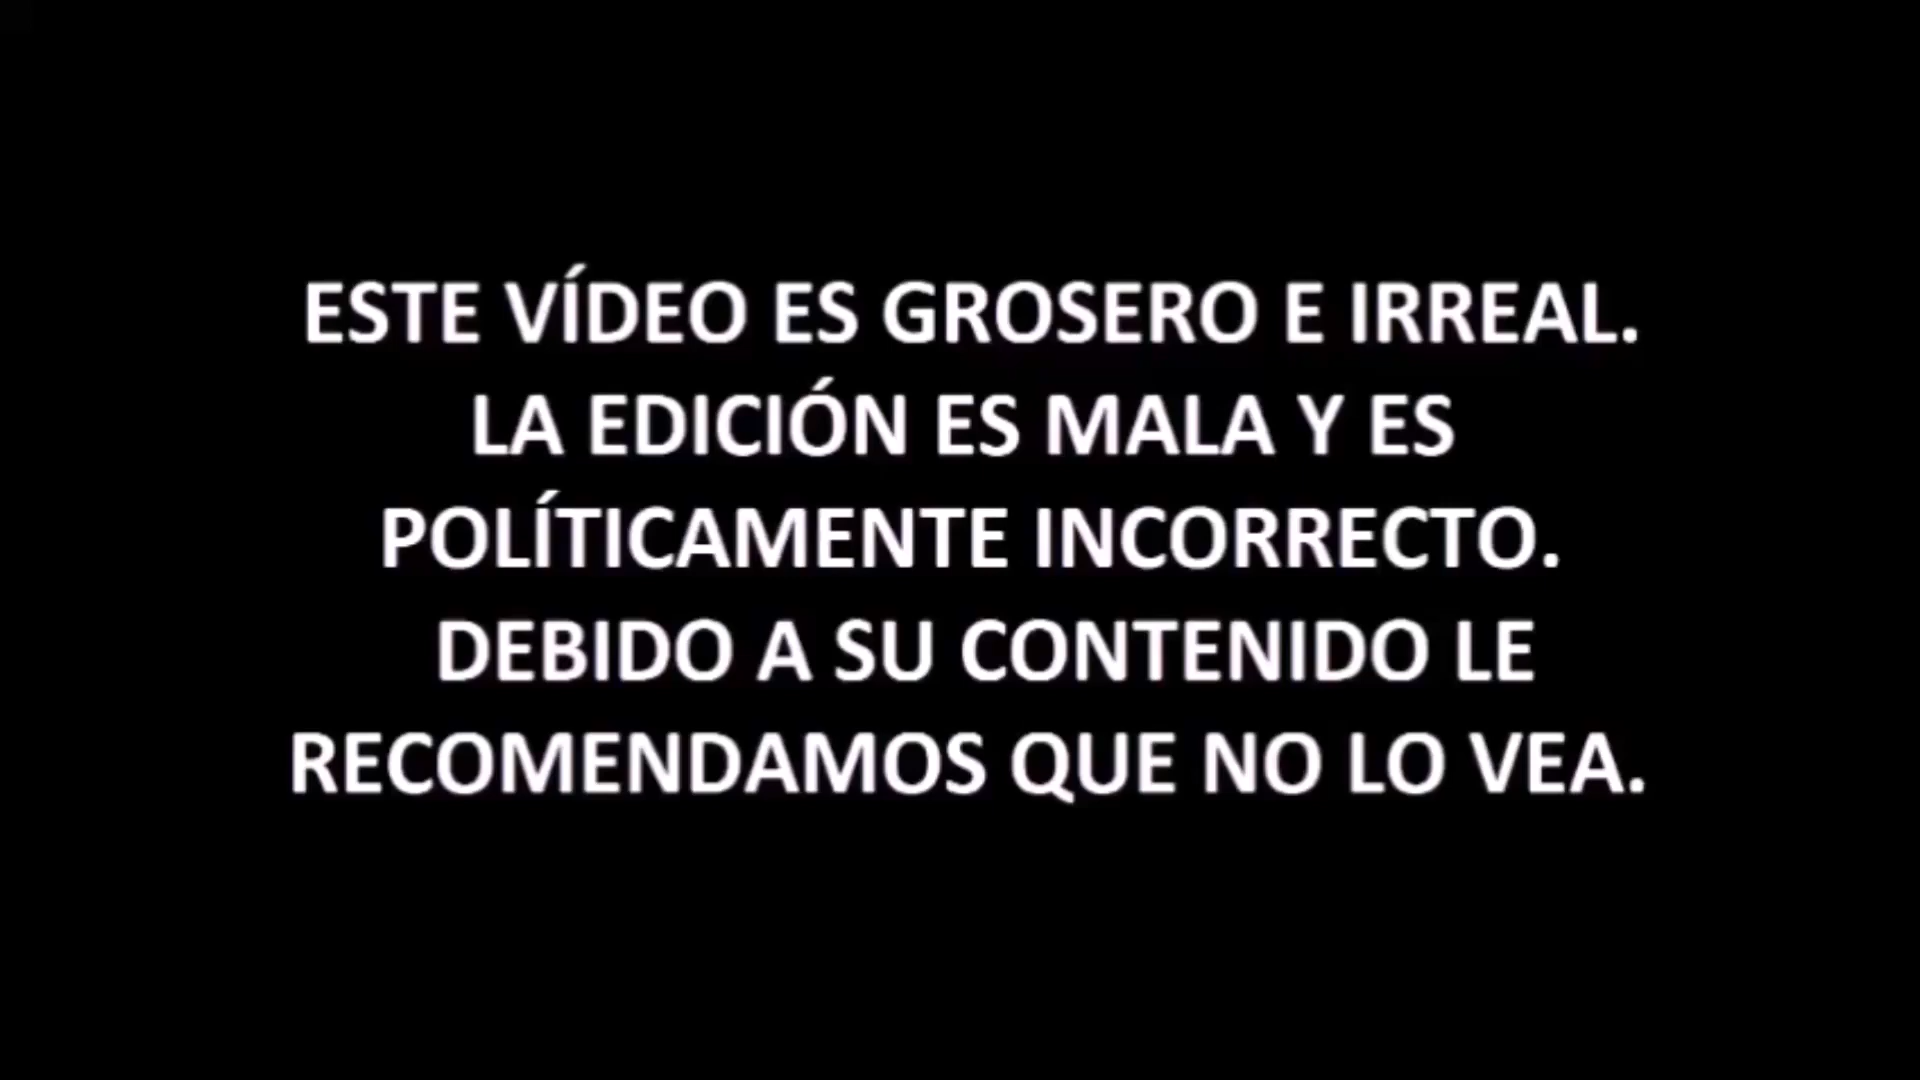 ESTE VÍDEO ES GROSERO E IRREAL.
LA EDICIÓN ES MALA Y ES
POLÍTICAMENTE INCORRECTO.
DEBIDO A SU CONTENIDO LE
RECOMENDAMOS QUE NO LO VEA.